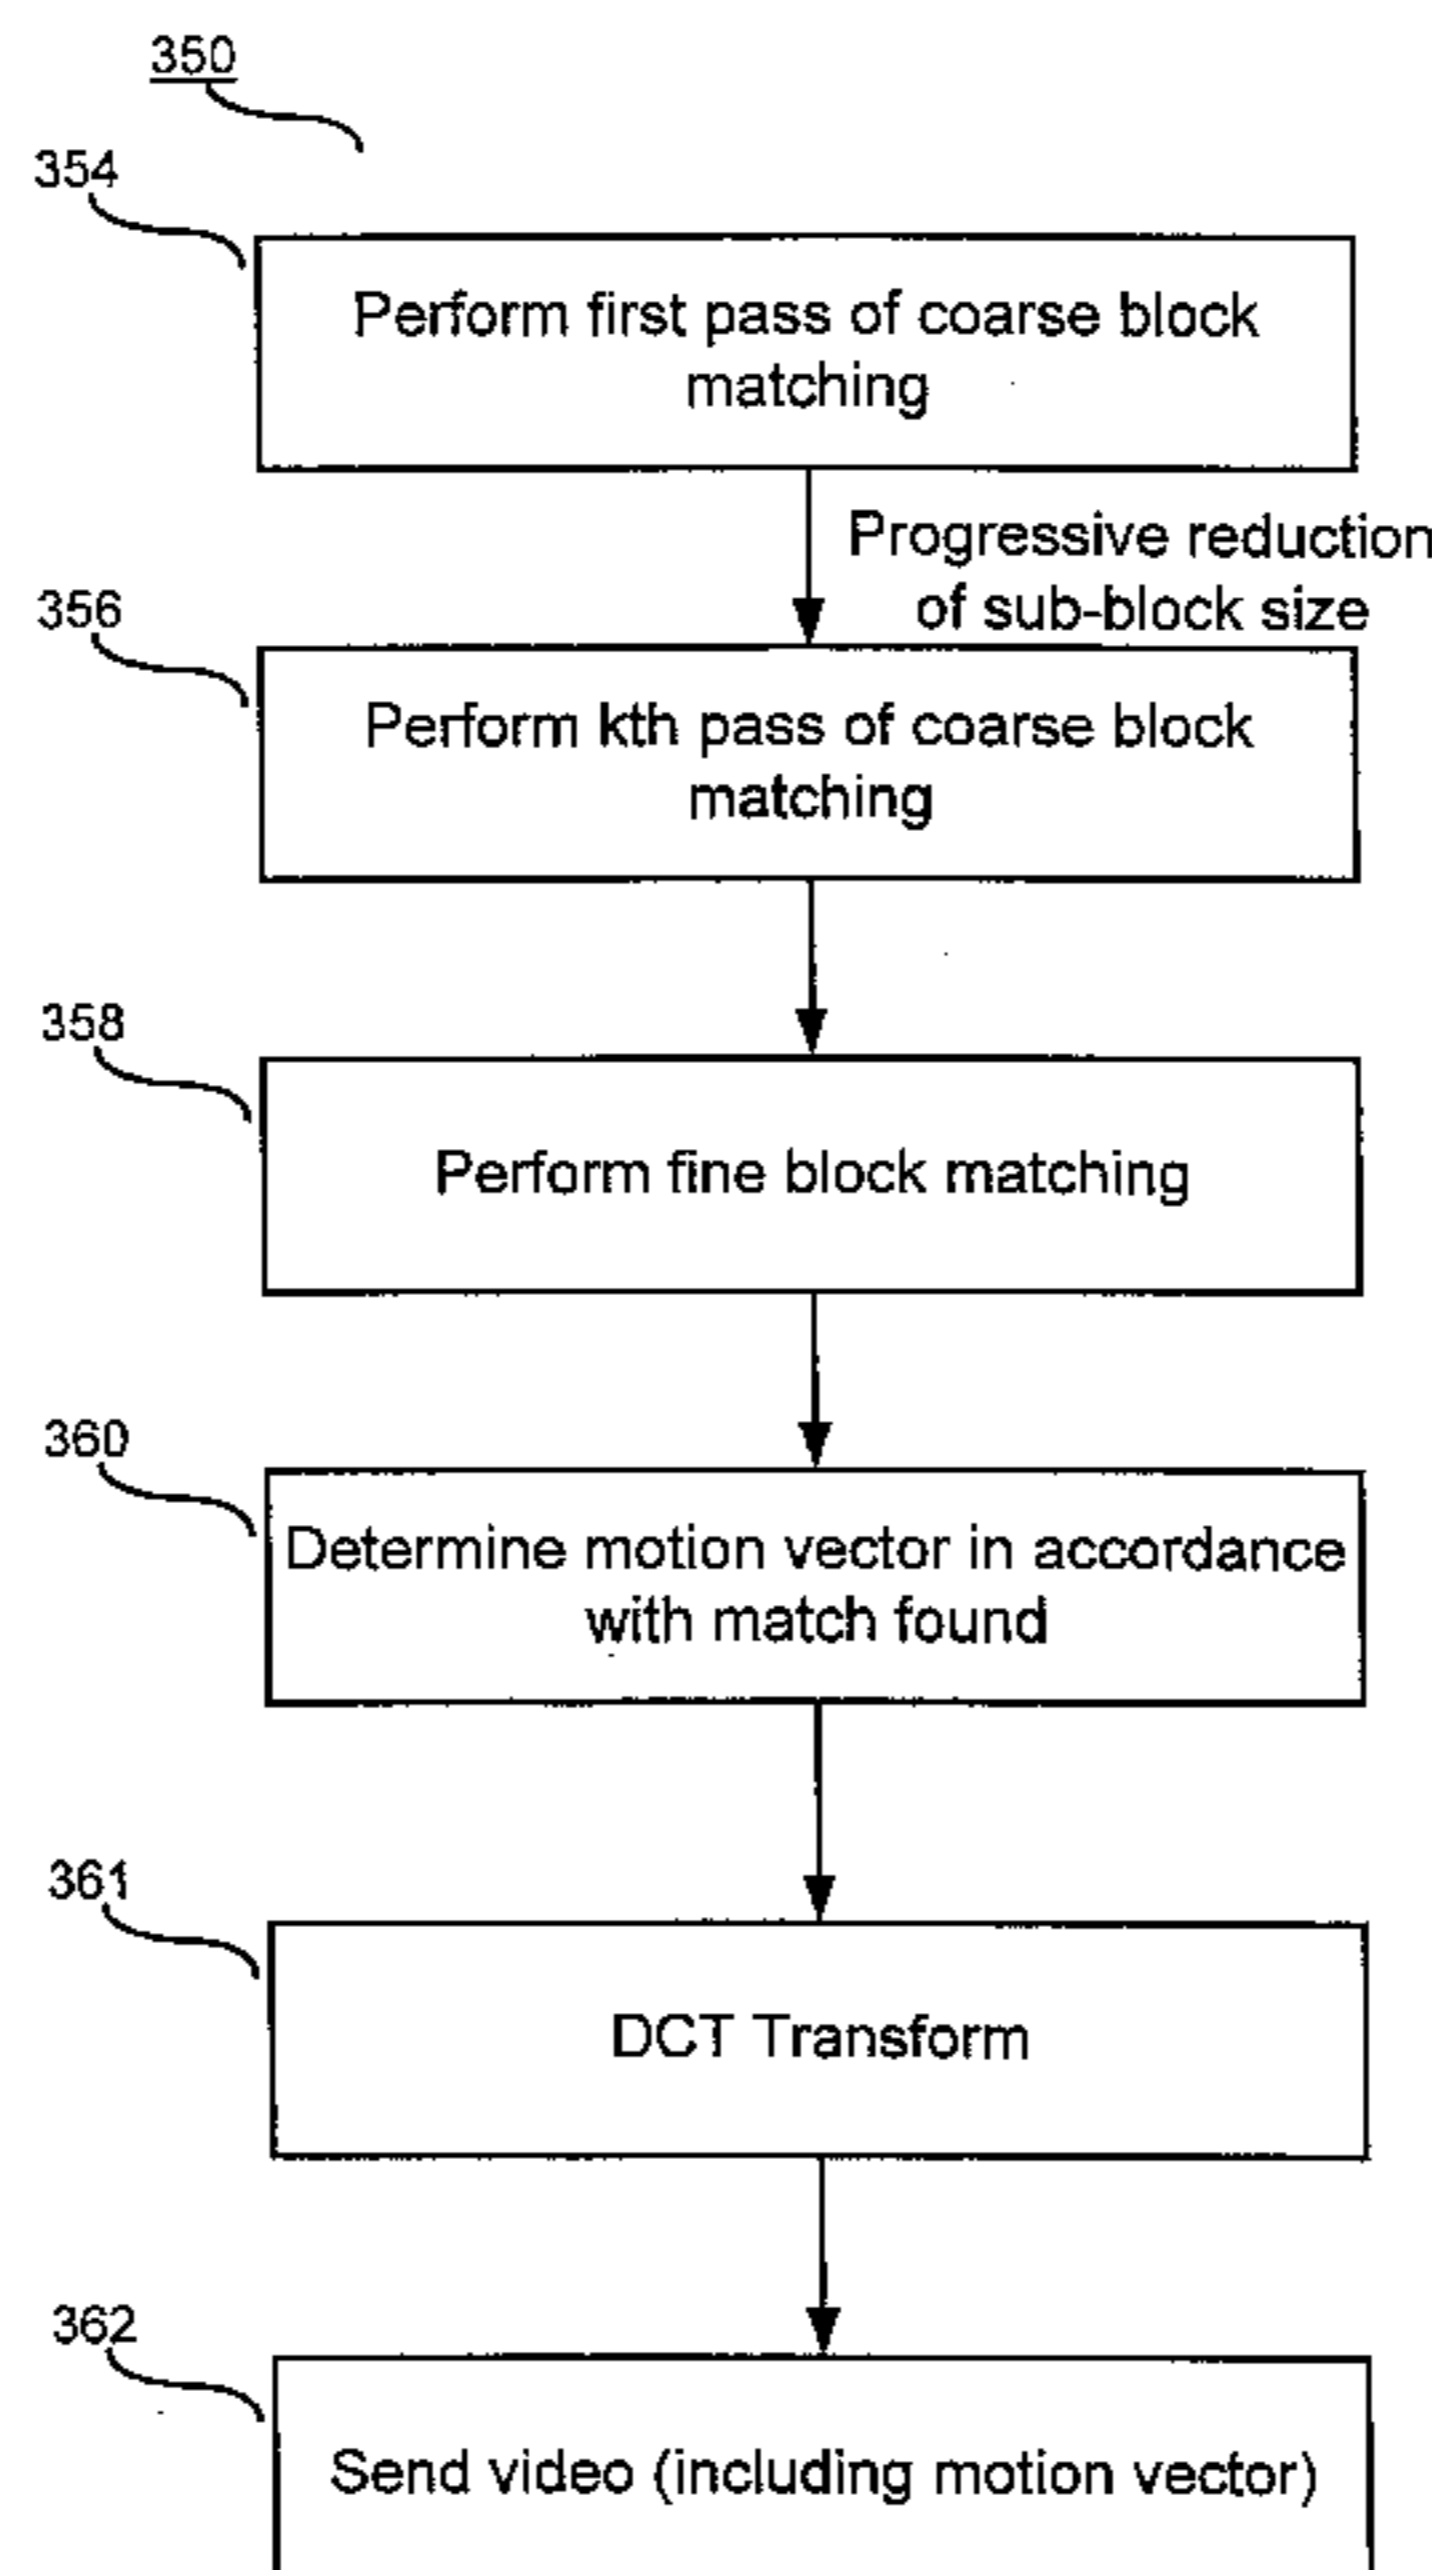 350
354
Perform first pass of coarse block
matching
Progressive reduction
of sub-block size
356
Perform kth pass of coarse block
matching
358
Perform fine block matching
360
Determine motion vector in accordance
with match found
361
DCT Transform
362
Send video (including motion vector)